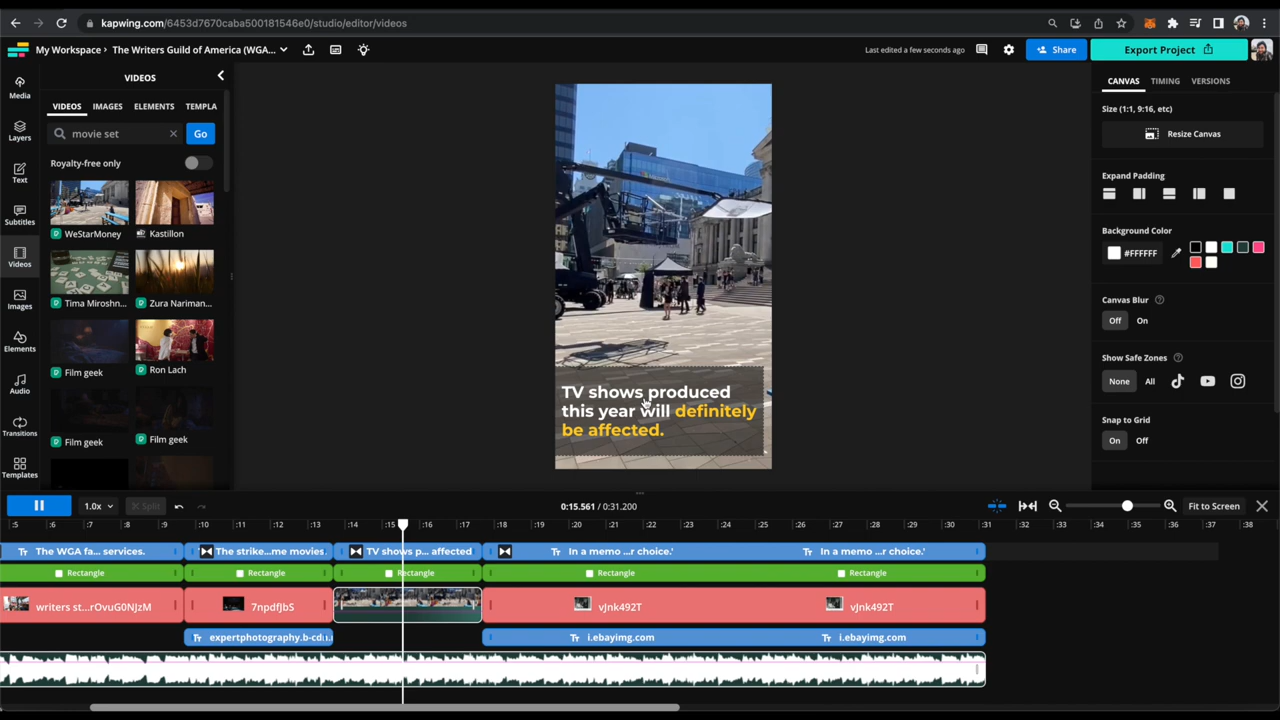 kapwing.com/6453d7670caba500181546e0/studio/editor/videos
My Workspace › The Writers Guild of America (WGA...
Last edited a few seconds ago
Share
Export Project
Media
Layers
Text
Subtitles
Videos
Images
Elements
Audio
Transitions
Templates
VIDEOS
VIDEOS IMAGES ELEMENTS TEMPLA
movie set
Go
Royalty-free only
WeStarMoney
Kastillon
Tima Miroshn...
Zura Nariman...
Film geek
Ron Lach
Film geek
Film geek
TV shows produced
this year will definitely
be affected.
CANVAS TIMING VERSIONS
Size (1:1, 9:16, etc)
Resize Canvas
Expand Padding
Background Color
#FFFFFF
Canvas Blur ?
Off On
Show Safe Zones ?
None All
Snap to Grid
On Off
1.0x
Split
0:15.561 / 0:31.200
Fit to Screen
:5 :6 :7 :8 :9 :10 :11 :12 :13 :14 :15 :16 :17 :18 :19 :20 :21 :22 :23 :24 :25 :26 :27 :28 :29 :30 :31 :32 :33 :34 :35 :36 :37 :38
Tт The WGA fa... services.
The strike...me movies
TV shows p... affected
Tт In a memo ...r choice.'
Tт In a memo ...r choice.'
Rectangle
Rectangle
Rectangle
Rectangle
Rectangle
writers st...rOvuG0NJzM
7npdfJbS
vJnk492T
vJnk492T
Tт expertphotography.b-cdn.
Tт i.ebayimg.com
Tт i.ebayimg.com